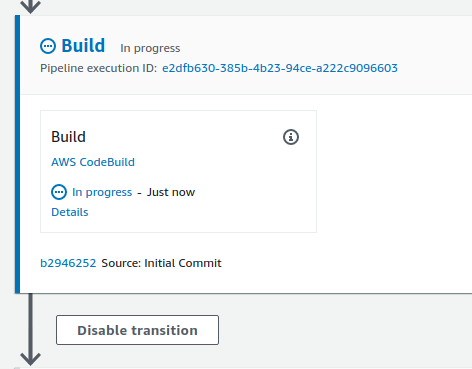 Build In progress
Pipeline execution ID: e2dfb630-385b-4b23-94ce-a222c9096603
Build
AWS CodeBuild
In progress - Just now
Details
b2946252 Source: Initial Commit
Disable transition